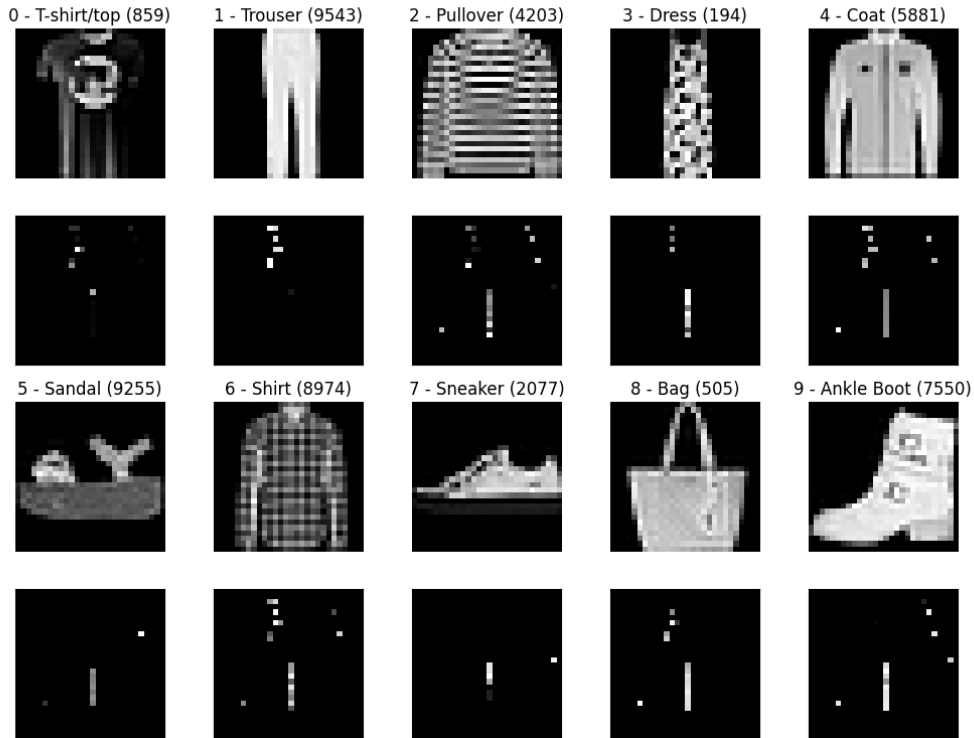 0 - T-shirt/top (859)
1 - Trouser (9543)
2 - Pullover (4203)
3 - Dress (194)
4 - Coat (5881)
5 - Sandal (9255)
6 - Shirt (8974)
7 - Sneaker (2077)
8 - Bag (505)
9 - Ankle Boot (7550)